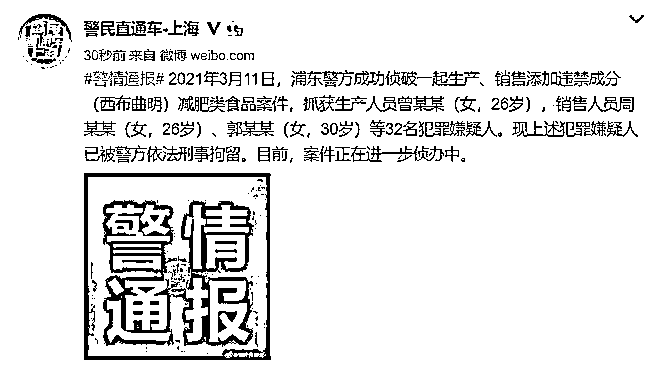 警民直通车-上海
30秒前 来自 微博 weibo.com
#警情通报# 2021年3月11日，浦东警方成功侦破一起生产、销售添加违禁成分
（西布曲明）减肥类食品案件，抓获生产人员曾某某（女，26岁），销售人员周
某某（女，26岁）、郭某某（女，30岁）等32名犯罪嫌疑人。现上述犯罪嫌疑人
已被警方依法刑事拘留。目前，案件正在进一步侦办中。
警情
通报